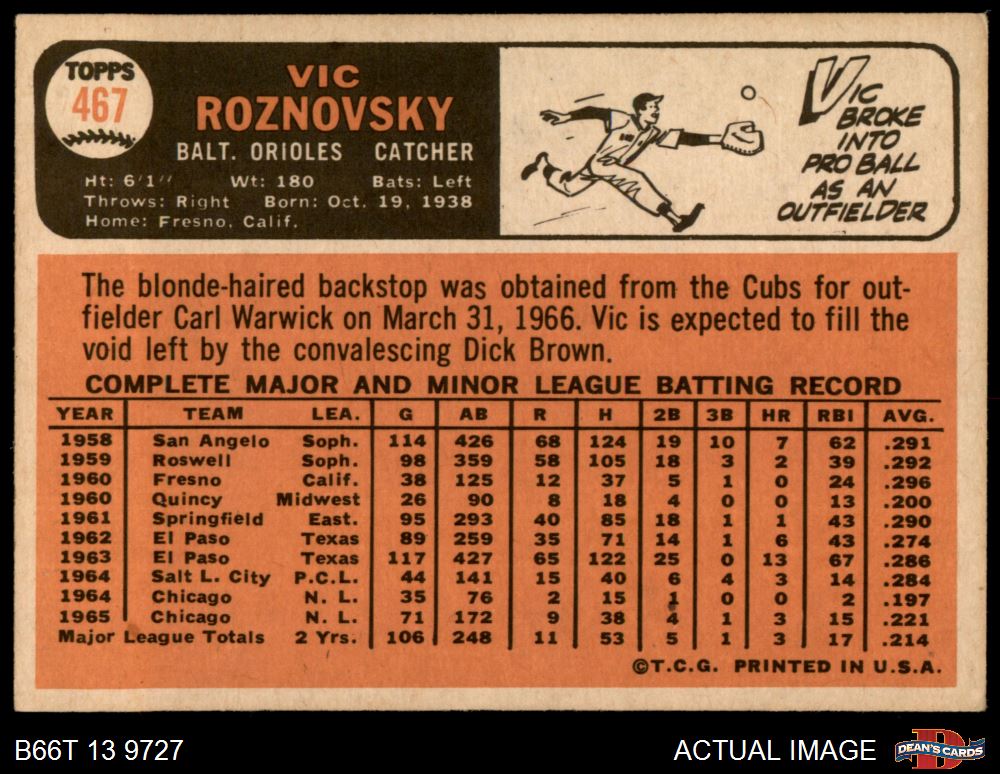 TOPPS
467
VIC
ROZNOVSKY
BALT. ORIOLES CATCHER
Ht: 6'1" Wt: 180 Bats: Left
Throws: Right Born: Oct. 19, 1938
Home: Fresno, Calif.
VIC
BROKE
INTO
PRO BALL
AS AN
OUTFIELDER
The blonde-haired backstop was obtained from the Cubs for out-
fielder Carl Warwick on March 31, 1966. Vic is expected to fill the
void left by the convalescing Dick Brown.
COMPLETE MAJOR AND MINOR LEAGUE BATTING RECORD
YEAR TEAM LEA. G AB R H 2B 3B HR RBI AVG.
1958 San Angelo Soph. 114 426 68 124 19 10 7 62 .291
1959 Roswell Soph. 98 359 58 105 18 3 2 39 .292
1960 Fresno Calif. 38 125 12 37 5 1 0 24 .296
1960 Quincy Midwest 26 90 8 18 4 0 0 13 .200
1961 Springfield East. 95 293 40 85 18 1 1 43 .290
1962 El Paso Texas 89 259 35 71 14 1 6 43 .274
1963 El Paso Texas 117 427 65 122 25 0 13 67 .286
1964 Salt L. City P.C.L. 44 141 15 40 6 4 3 14 .284
1964 Chicago N. L. 35 76 2 15 1 0 0 2 .197
1965 Chicago N. L. 71 172 9 38 4 1 3 15 .221
Major League Totals 2 Yrs. 106 248 11 53 5 1 3 17 .214
©T.C.G. PRINTED IN U.S.A.
B66T 13 9727 ACTUAL IMAGE
DEAN'S CARDS